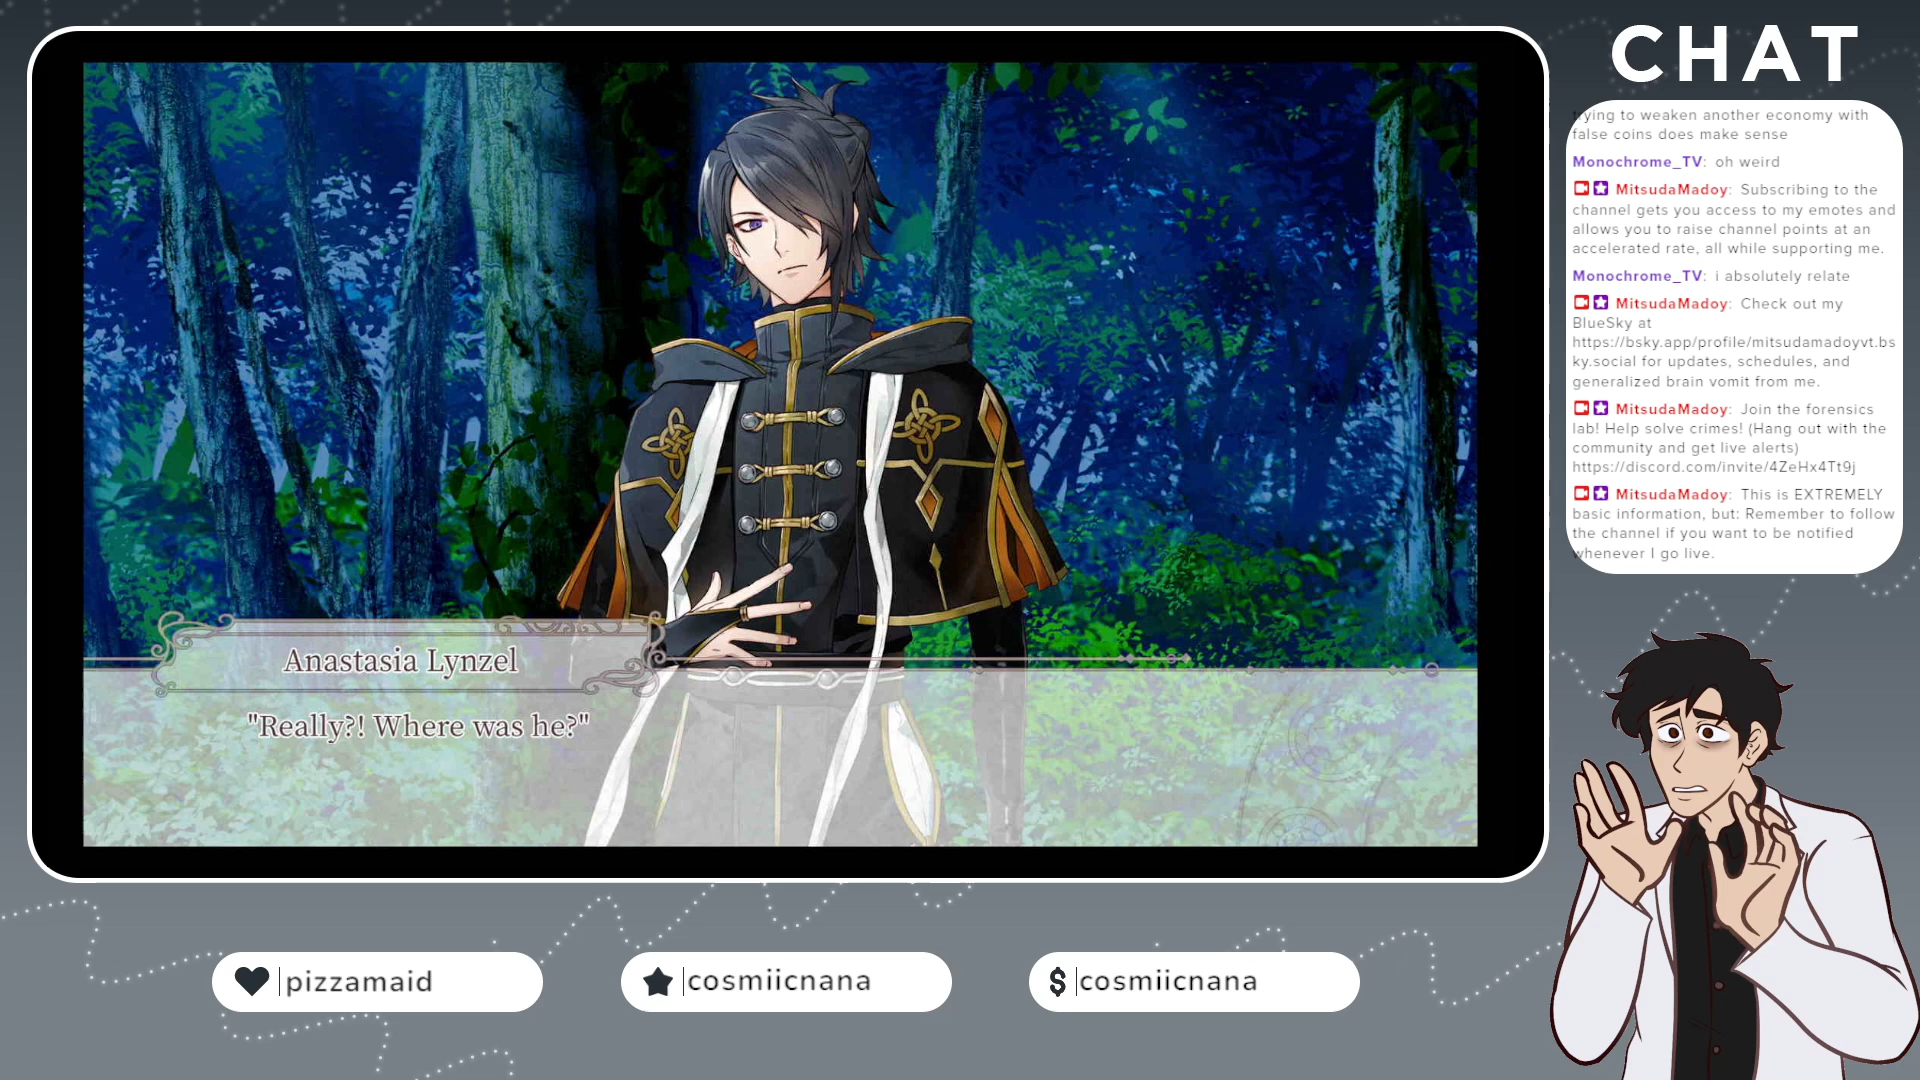 CHAT
trying to weaken another economy with
false coins does make sense
Monochrome_TV: oh weird
MitsudaMadoy: Subscribing to the
channel gets you access to my emotes and
allows you to raise channel points at an
accelerated rate, all while supporting me.
Monochrome_TV: i absolutely relate
MitsudaMadoy: Check out my
BlueSky at
https://bsky.app/profile/mitsudamadoyvt.bs
ky.social for updates, schedules, and
generalized brain vomit from me.
MitsudaMadoy: Join the forensics
lab! Help solve crimes! (Hang out with the
community and get live alerts)
https://discord.com/invite/4ZeHx4Tt9j
MitsudaMadoy: This is EXTREMELY
basic information, but: Remember to follow
the channel if you want to be notified
whenever I go live.
Anastasia Lynzel
"Really?! Where was he?"
pizzamaid
cosmiicnana
$ cosmiicnana